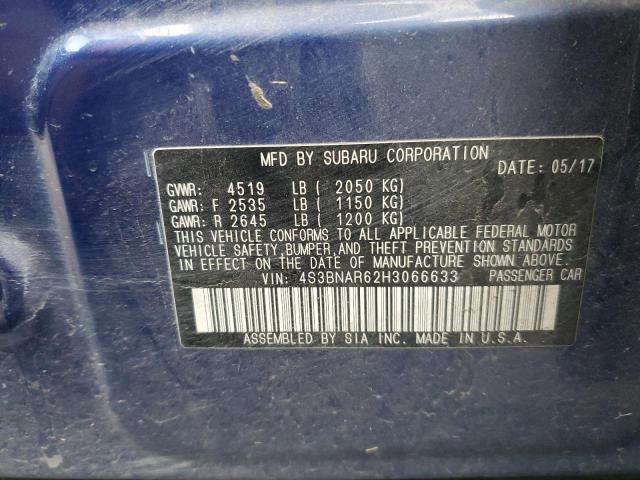 MFD BY SUBARU CORPORATION DATE: 05/17
GVWR: 4519 LB ( 2050 KG)
GAWR: F 2535 LB ( 1150 KG)
GAWR: R 2645 LB ( 1200 KG)
THIS VEHICLE CONFORMS TO ALL APPLICABLE FEDERAL MOTOR
VEHICLE SAFETY, BUMPER, AND THEFT PREVENTION STANDARDS
IN EFFECT ON THE DATE OF MANUFACTURE SHOWN ABOVE.
VIN: 4S3BNAR62H3066633 PASSENGER CAR
ASSEMBLED BY SIA INC. MADE IN U.S.A.